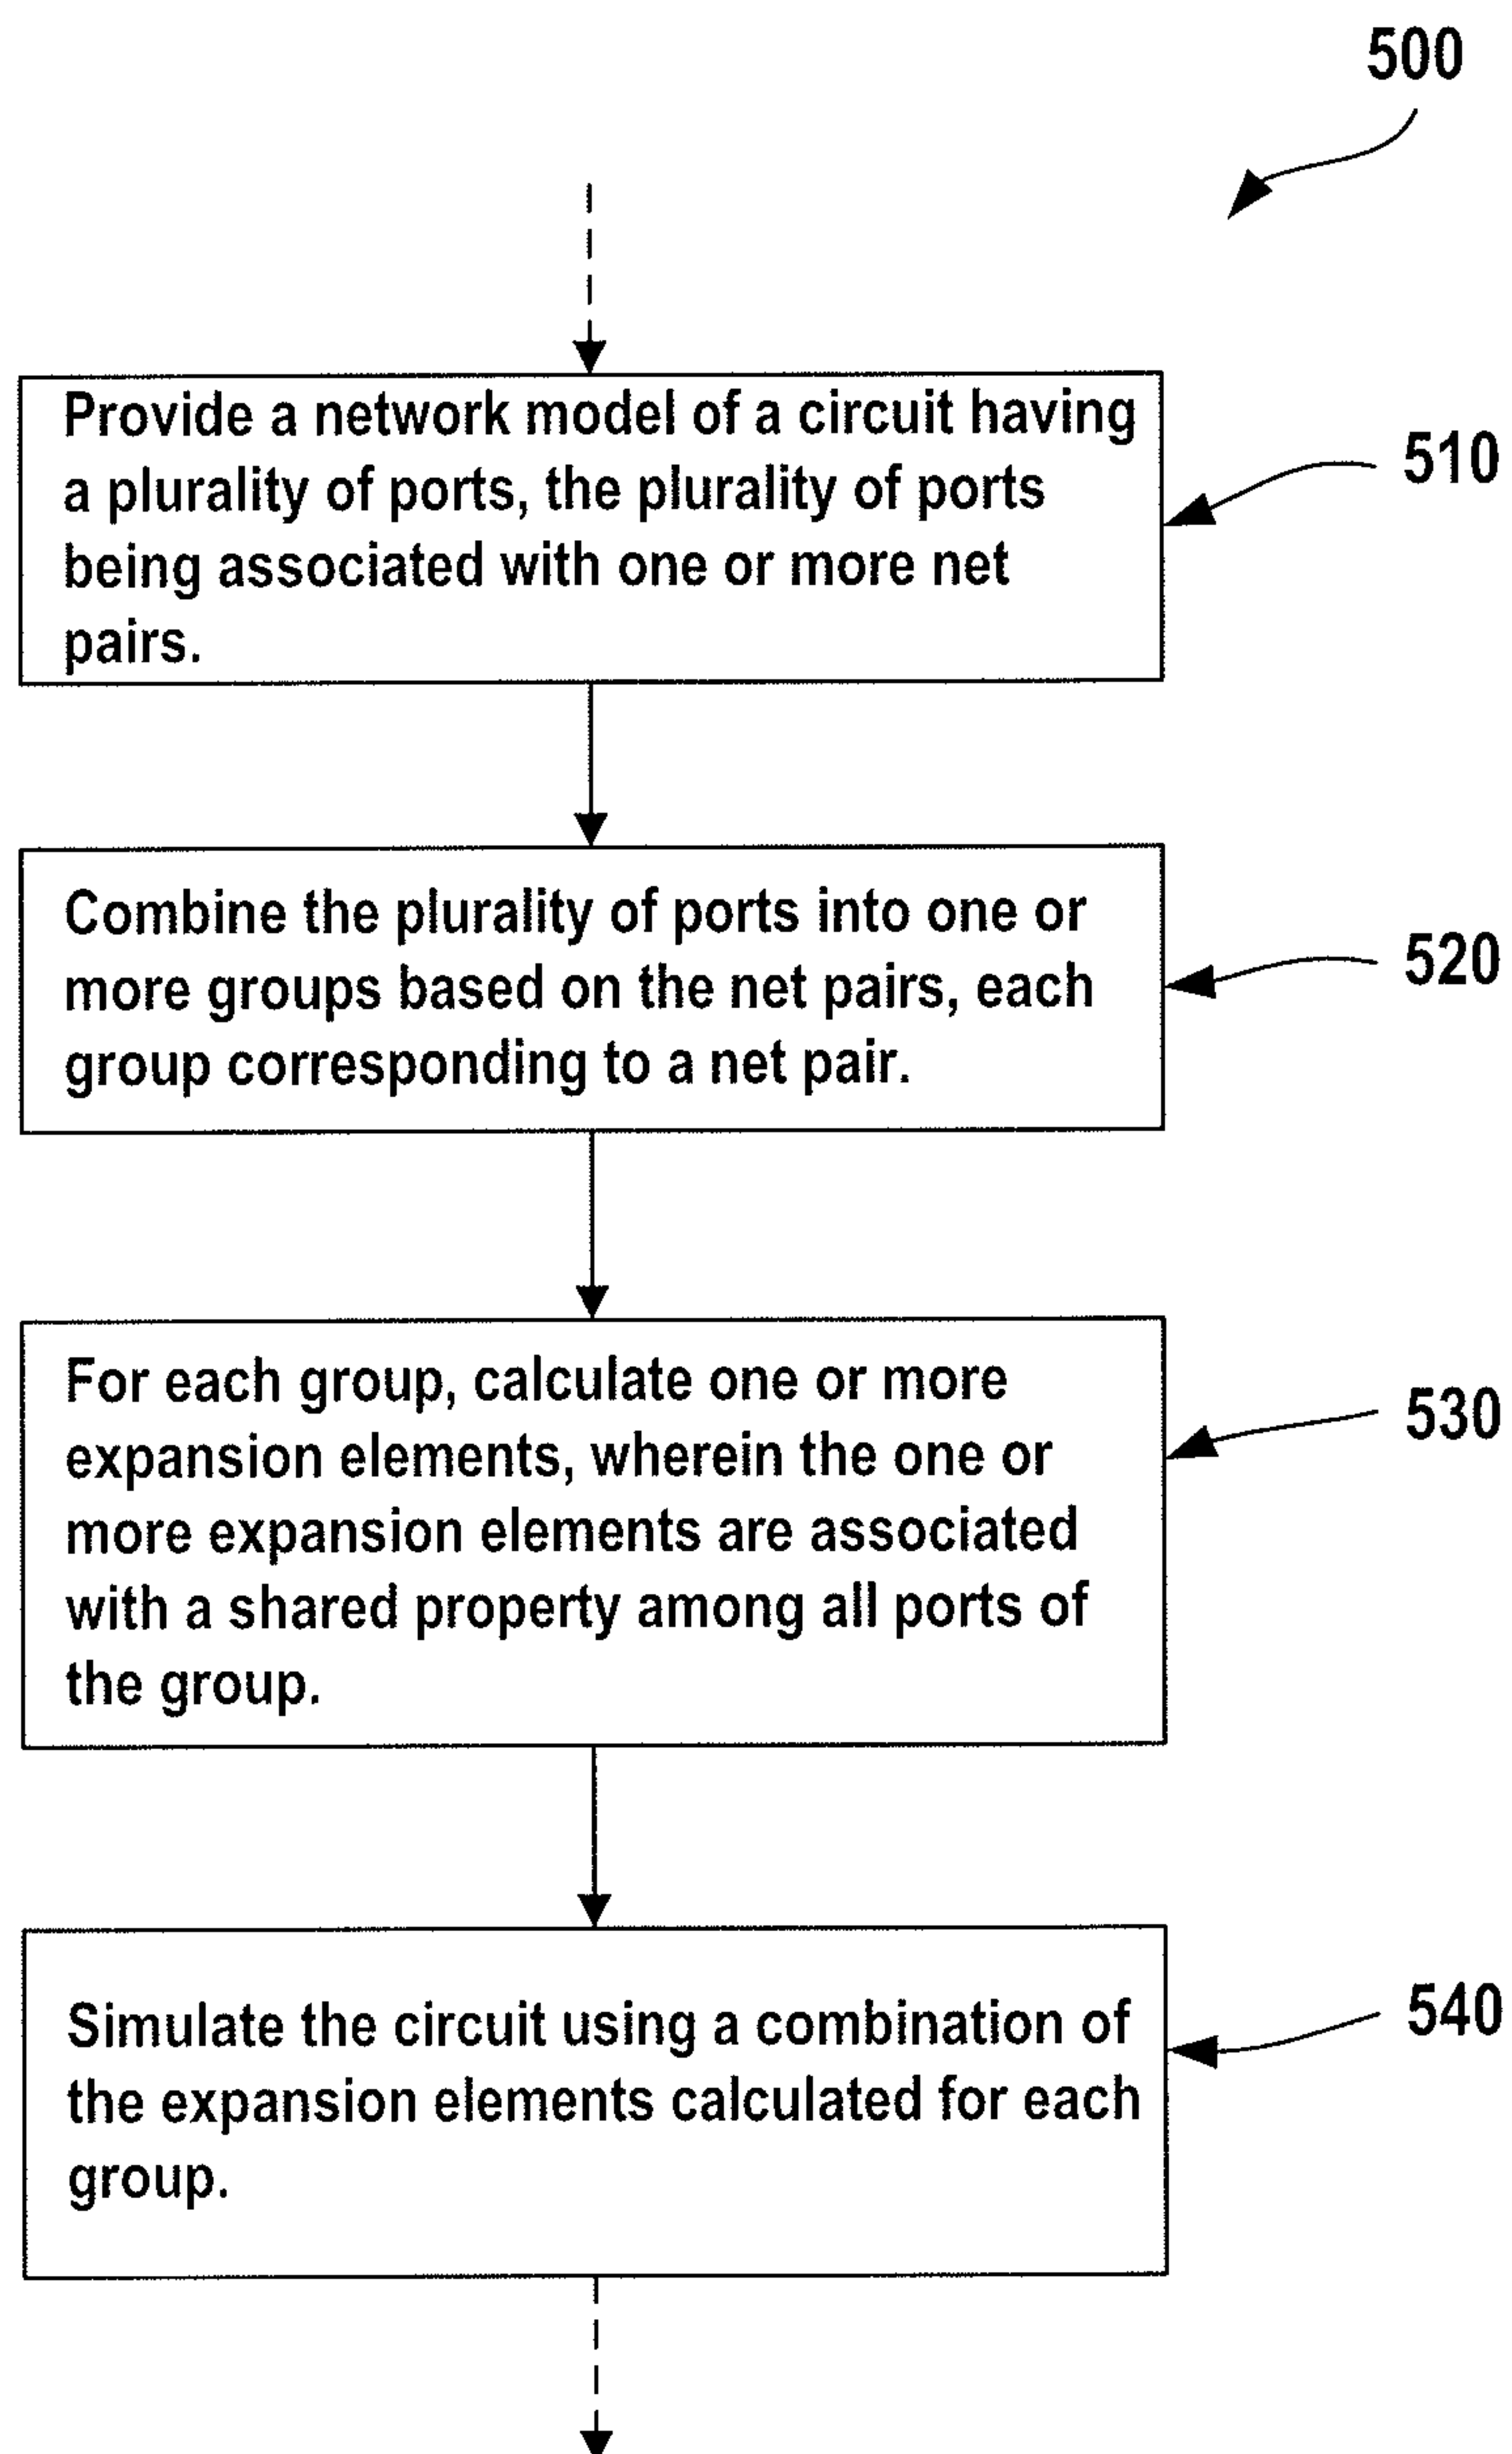 500
Provide a network model of a circuit having
a plurality of ports, the plurality of ports
being associated with one or more net
pairs.
510
Combine the plurality of ports into one or
more groups based on the net pairs, each
group corresponding to a net pair.
520
For each group, calculate one or more
expansion elements, wherein the one or
more expansion elements are associated
with a shared property among all ports of
the group.
530
Simulate the circuit using a combination of
the expansion elements calculated for each
group.
540